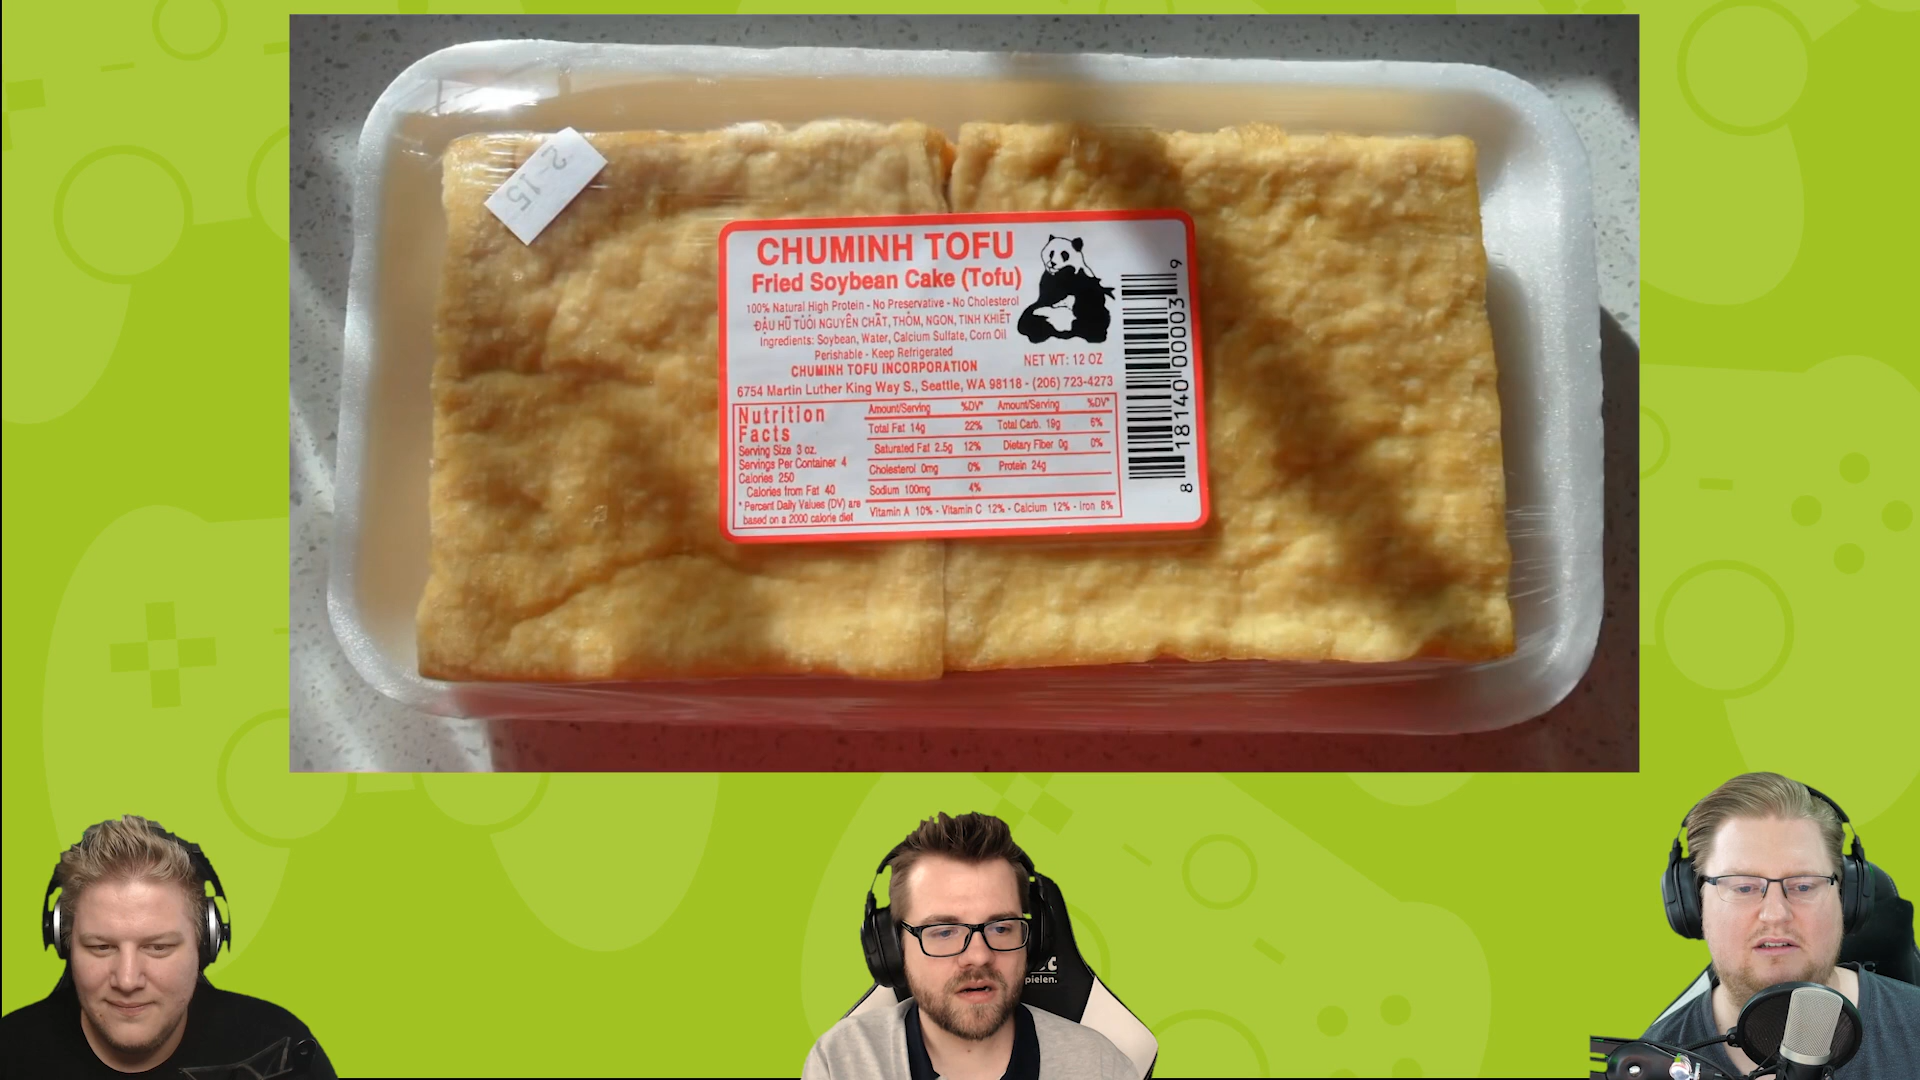 2-15
CHUMINH TOFU
Fried Soybean Cake (Tofu)
100% Natural High Protein - No Preservative - No Cholesterol
ĐẬU HŨ TƯƠI NGUYÊN CHẤT, THƠM, NGON, TINH KHIẾT
Ingredients: Soybean, Water, Calcium Sulfate, Corn Oil
Perishable - Keep Refrigerated
NET WT: 12 OZ
CHUMINH TOFU INCORPORATION
6754 Martin Luther King Way S., Seattle, WA 98118 - (206) 723-4273
Nutrition
Facts
Serving Size 3 oz.
Servings Per Container 4
Calories 250
Calories from Fat 40
* Percent Daily Values (DV) are
based on a 2000 calorie diet
Amount/Serving %DV* Amount/Serving %DV*
Total Fat 14g 22% Total Carb. 19g 6%
Saturated Fat 2.5g 12% Dietary Fiber 0g 0%
Cholesterol 0mg 0% Protein 24g
Sodium 100mg 4%
Vitamin A 10% - Vitamin C 12% - Calcium 12% - Iron 8%
8 18140 00003 9
pielen.